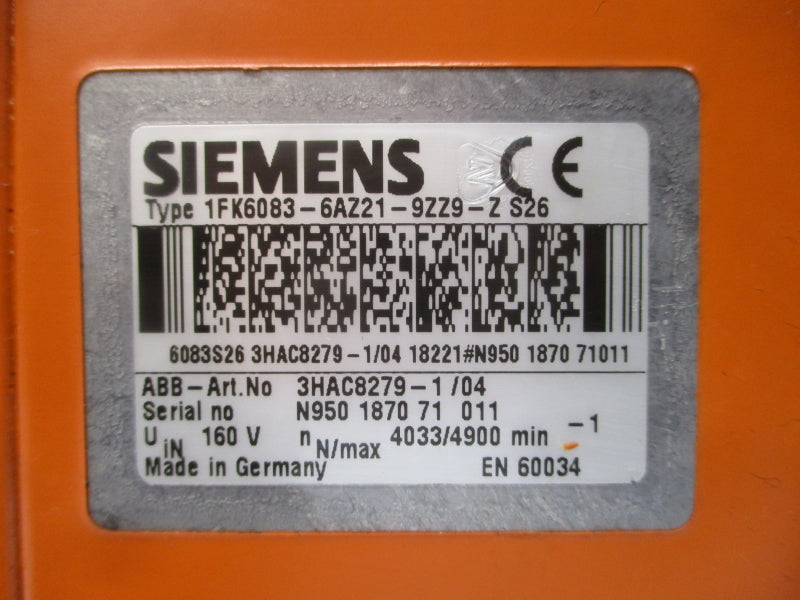 SIEMENS CE
Type 1FK6083-6AZ21-9ZZ9-Z S26
6083S26 3HAC8279-1/04 18221#N950 1870 71011
ABB-Art.No 3HAC8279-1/04
Serial no N950 1870 71 011
U IN 160 V n N/max 4033/4900 min -1
Made in Germany EN 60034